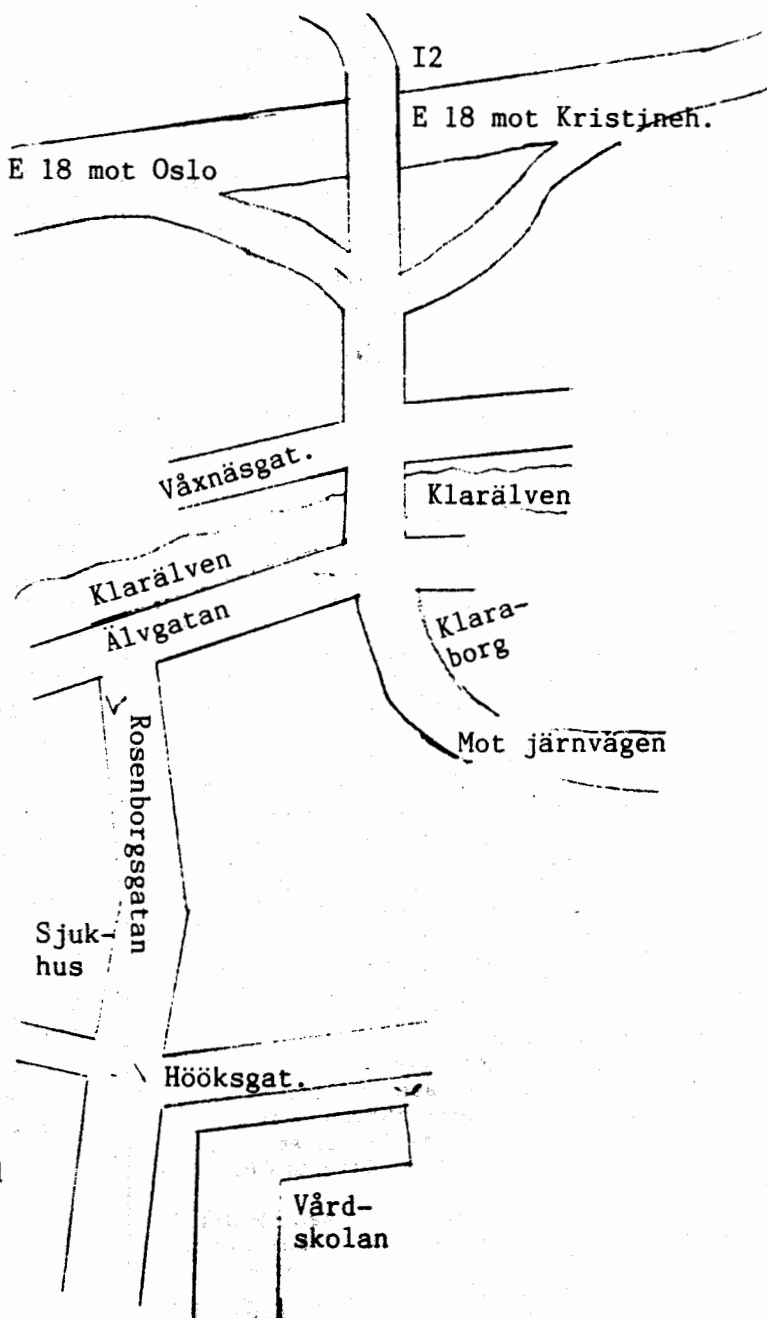 I2
E 18 mot Kristineh.
E 18 mot Oslo
Våxnäsgat.
Klarälven
Klarälven
Älvgatan
Klara-
borg
Rosenborgsgatan
Mot järnvägen
Sjuk-
hus
Hööksgat.
Vård-
skolan